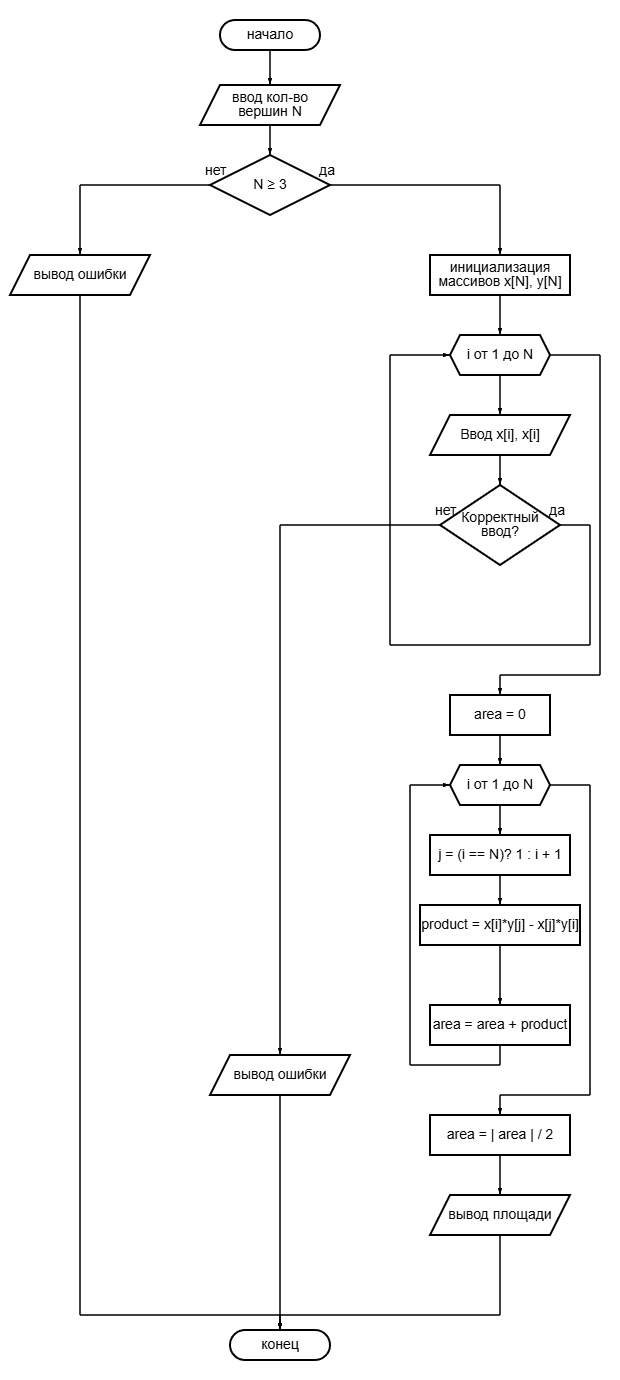 начало
ввод кол-во
вершин N
нет
да
N ≥ 3
вывод ошибки
инициализация
массивов x[N], y[N]
i от 1 до N
Ввод x[i], x[i]
нет
да
Корректный
ввод?
area = 0
i от 1 до N
j = (i == N)? 1 : i + 1
product = x[i]*y[j] - x[j]*y[i]
area = area + product
вывод ошибки
area = | area | / 2
вывод площади
конец